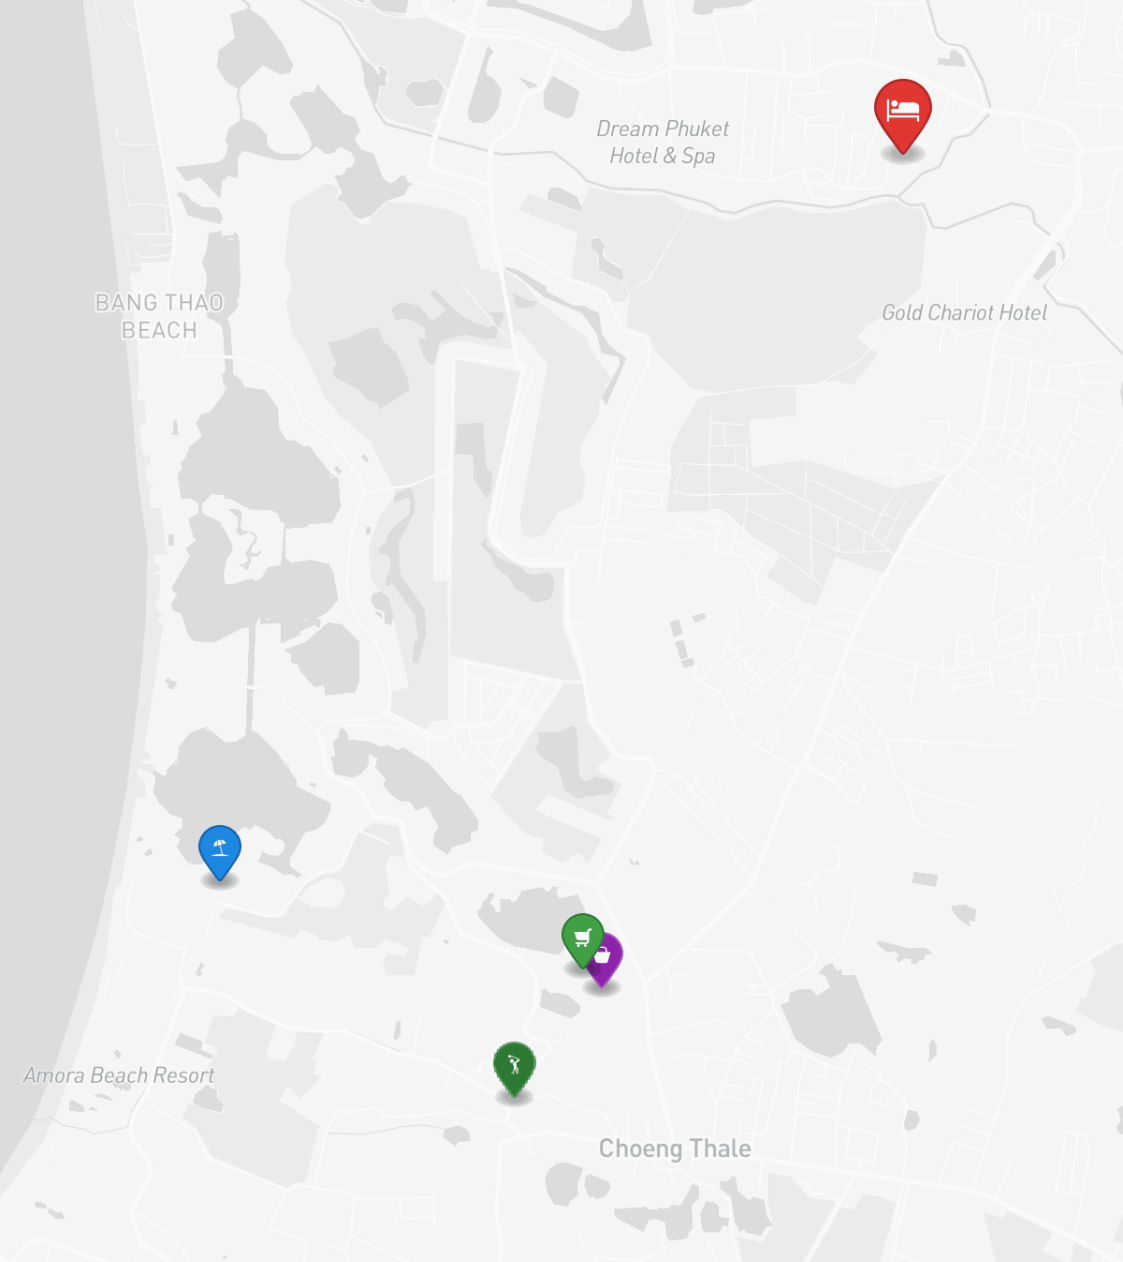 Dream Phuket
Hotel & Spa
BANG THAO
BEACH
Gold Chariot Hotel
Amora Beach Resort
Choeng Thale